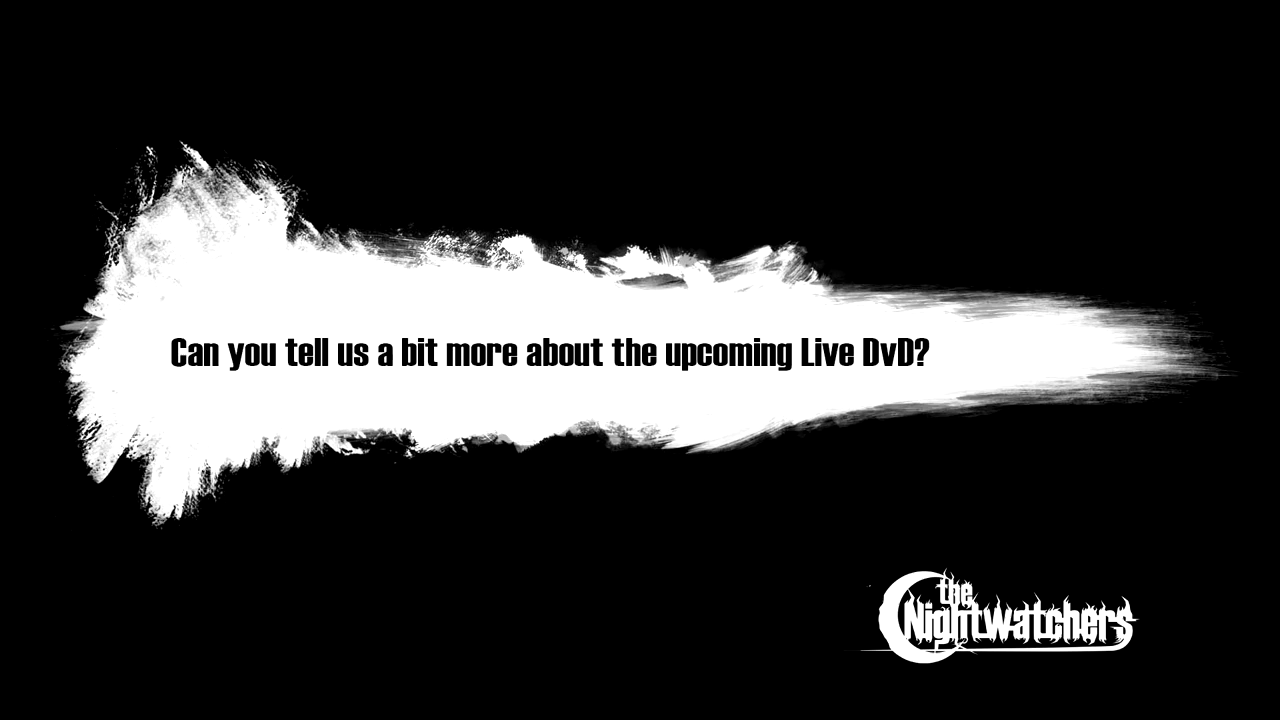 Can you tell us a bit more about the upcoming Live DvD?
the
Nightwatchers